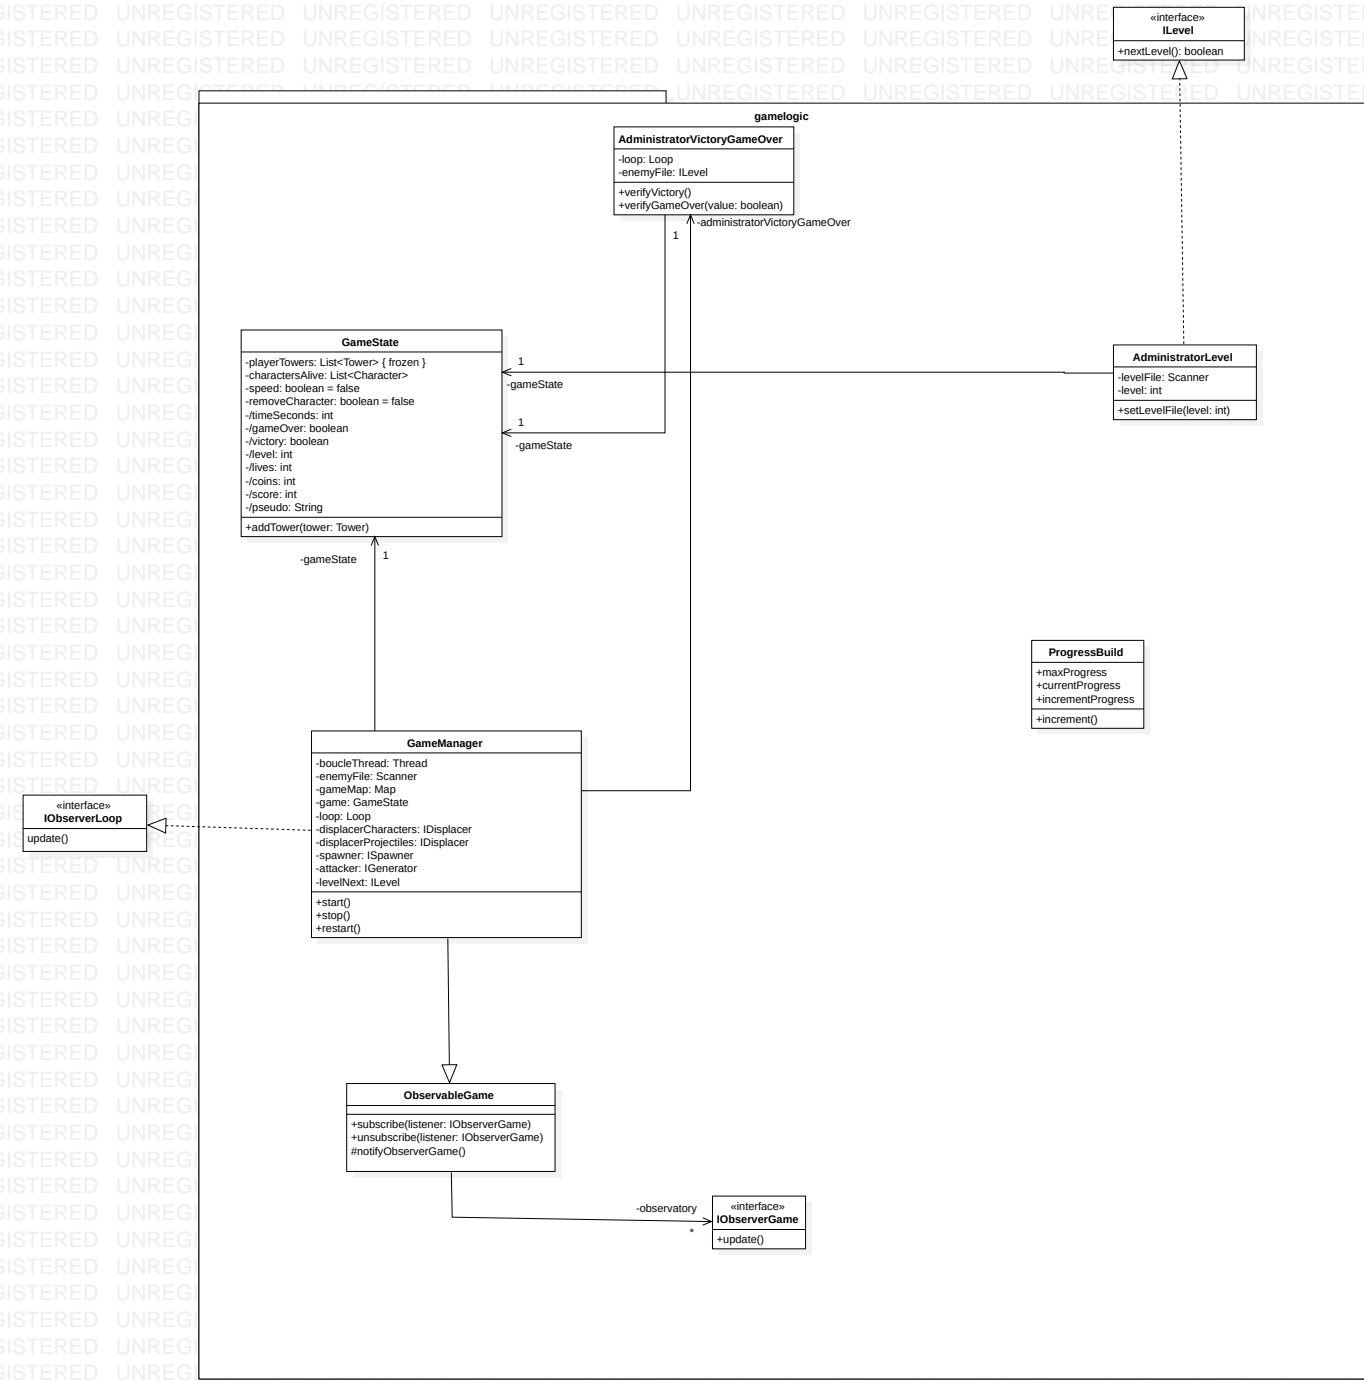 UNREGISTERED
«interface»
ILevel
+nextLevel(): boolean
gamelogic
AdministratorVictoryGameOver
-loop: Loop
-enemyFile: ILevel
+verifyVictory()
+verifyGameOver(value: boolean)
-administratorVictoryGameOver
1
GameState
-playerTowers: List<Tower> { frozen }
-charactersAlive: List<Character>
-speed: boolean = false
-removeCharacter: boolean = false
-/timeSeconds: int
-/gameOver: boolean
-/victory: boolean
-/level: int
-/lives: int
-/coins: int
-/score: int
-/pseudo: String
+addTower(tower: Tower)
1
-gameState
1
-gameState
AdministratorLevel
-levelFile: Scanner
-level: int
+setLevelFile(level: int)
-gameState
1
ProgressBuild
+maxProgress
+currentProgress
+incrementProgress
+increment()
GameManager
-boucleThread: Thread
-enemyFile: Scanner
-gameMap: Map
-game: GameState
-loop: Loop
-displacerCharacters: IDisplacer
-displacerProjectiles: IDisplacer
-spawner: ISpawner
-attacker: IGenerator
-levelNext: ILevel
+start()
+stop()
+restart()
«interface»
IObserverLoop
update()
ObservableGame
+subscribe(listener: IObserverGame)
+unsubscribe(listener: IObserverGame)
#notifyObserverGame()
-observatory
*
«interface»
IObserverGame
+update()